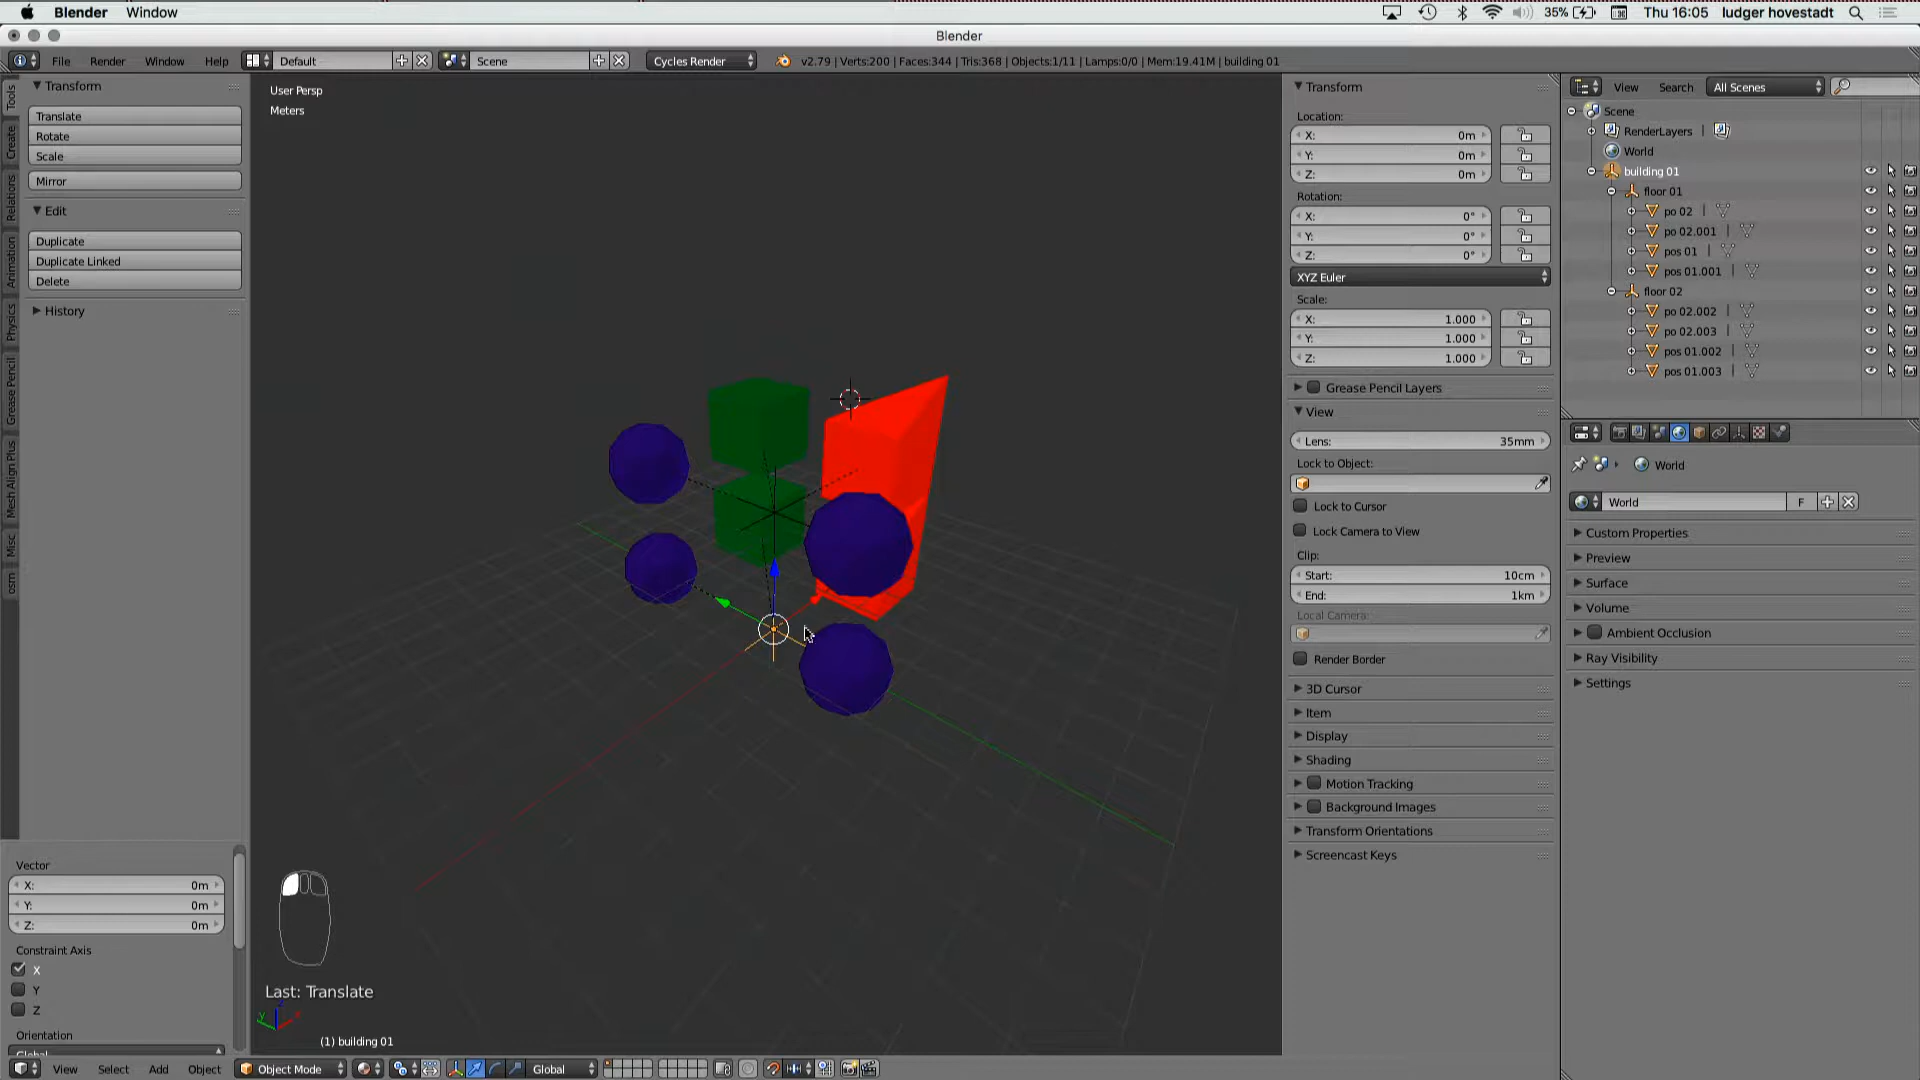 Blender Window 35% Thu 16:05 ludger hovestadt
Blender
File Render Window Help Default Scene Cycles Render v2.79 | Verts:200 | Faces:344 | Tris:368 | Objects:1/11 | Lamps:0/0 | Mem:19.41M | building 01
Tools
Create
Relations
Animation
Physics
Grease Pencil
Mesh Align Plus
Misc
osm
Transform
Translate
Rotate
Scale
Mirror
Edit
Duplicate
Duplicate Linked
Delete
History
Vector
X: 0m
Y: 0m
Z: 0m
Constraint Axis
X
Y
Z
Orientation
Global
User Persp
Meters
Last: Translate
(1) building 01
View Select Add Object Object Mode Global
Transform
Location:
X: 0m
Y: 0m
Z: 0m
Rotation:
X: 0°
Y: 0°
Z: 0°
XYZ Euler
Scale:
X: 1.000
Y: 1.000
Z: 1.000
Grease Pencil Layers
View
Lens: 35mm
Lock to Object:
Lock to Cursor
Lock Camera to View
Clip:
Start: 10cm
End: 1km
Local Camera:
Render Border
3D Cursor
Item
Display
Shading
Motion Tracking
Background Images
Transform Orientations
Screencast Keys
View Search All Scenes
Scene
RenderLayers |
World
building 01
floor 01
po 02 |
po 02.001 |
pos 01 |
pos 01.001 |
floor 02
po 02.002 |
po 02.003 |
pos 01.002 |
pos 01.003 |
World
World F
Custom Properties
Preview
Surface
Volume
Ambient Occlusion
Ray Visibility
Settings